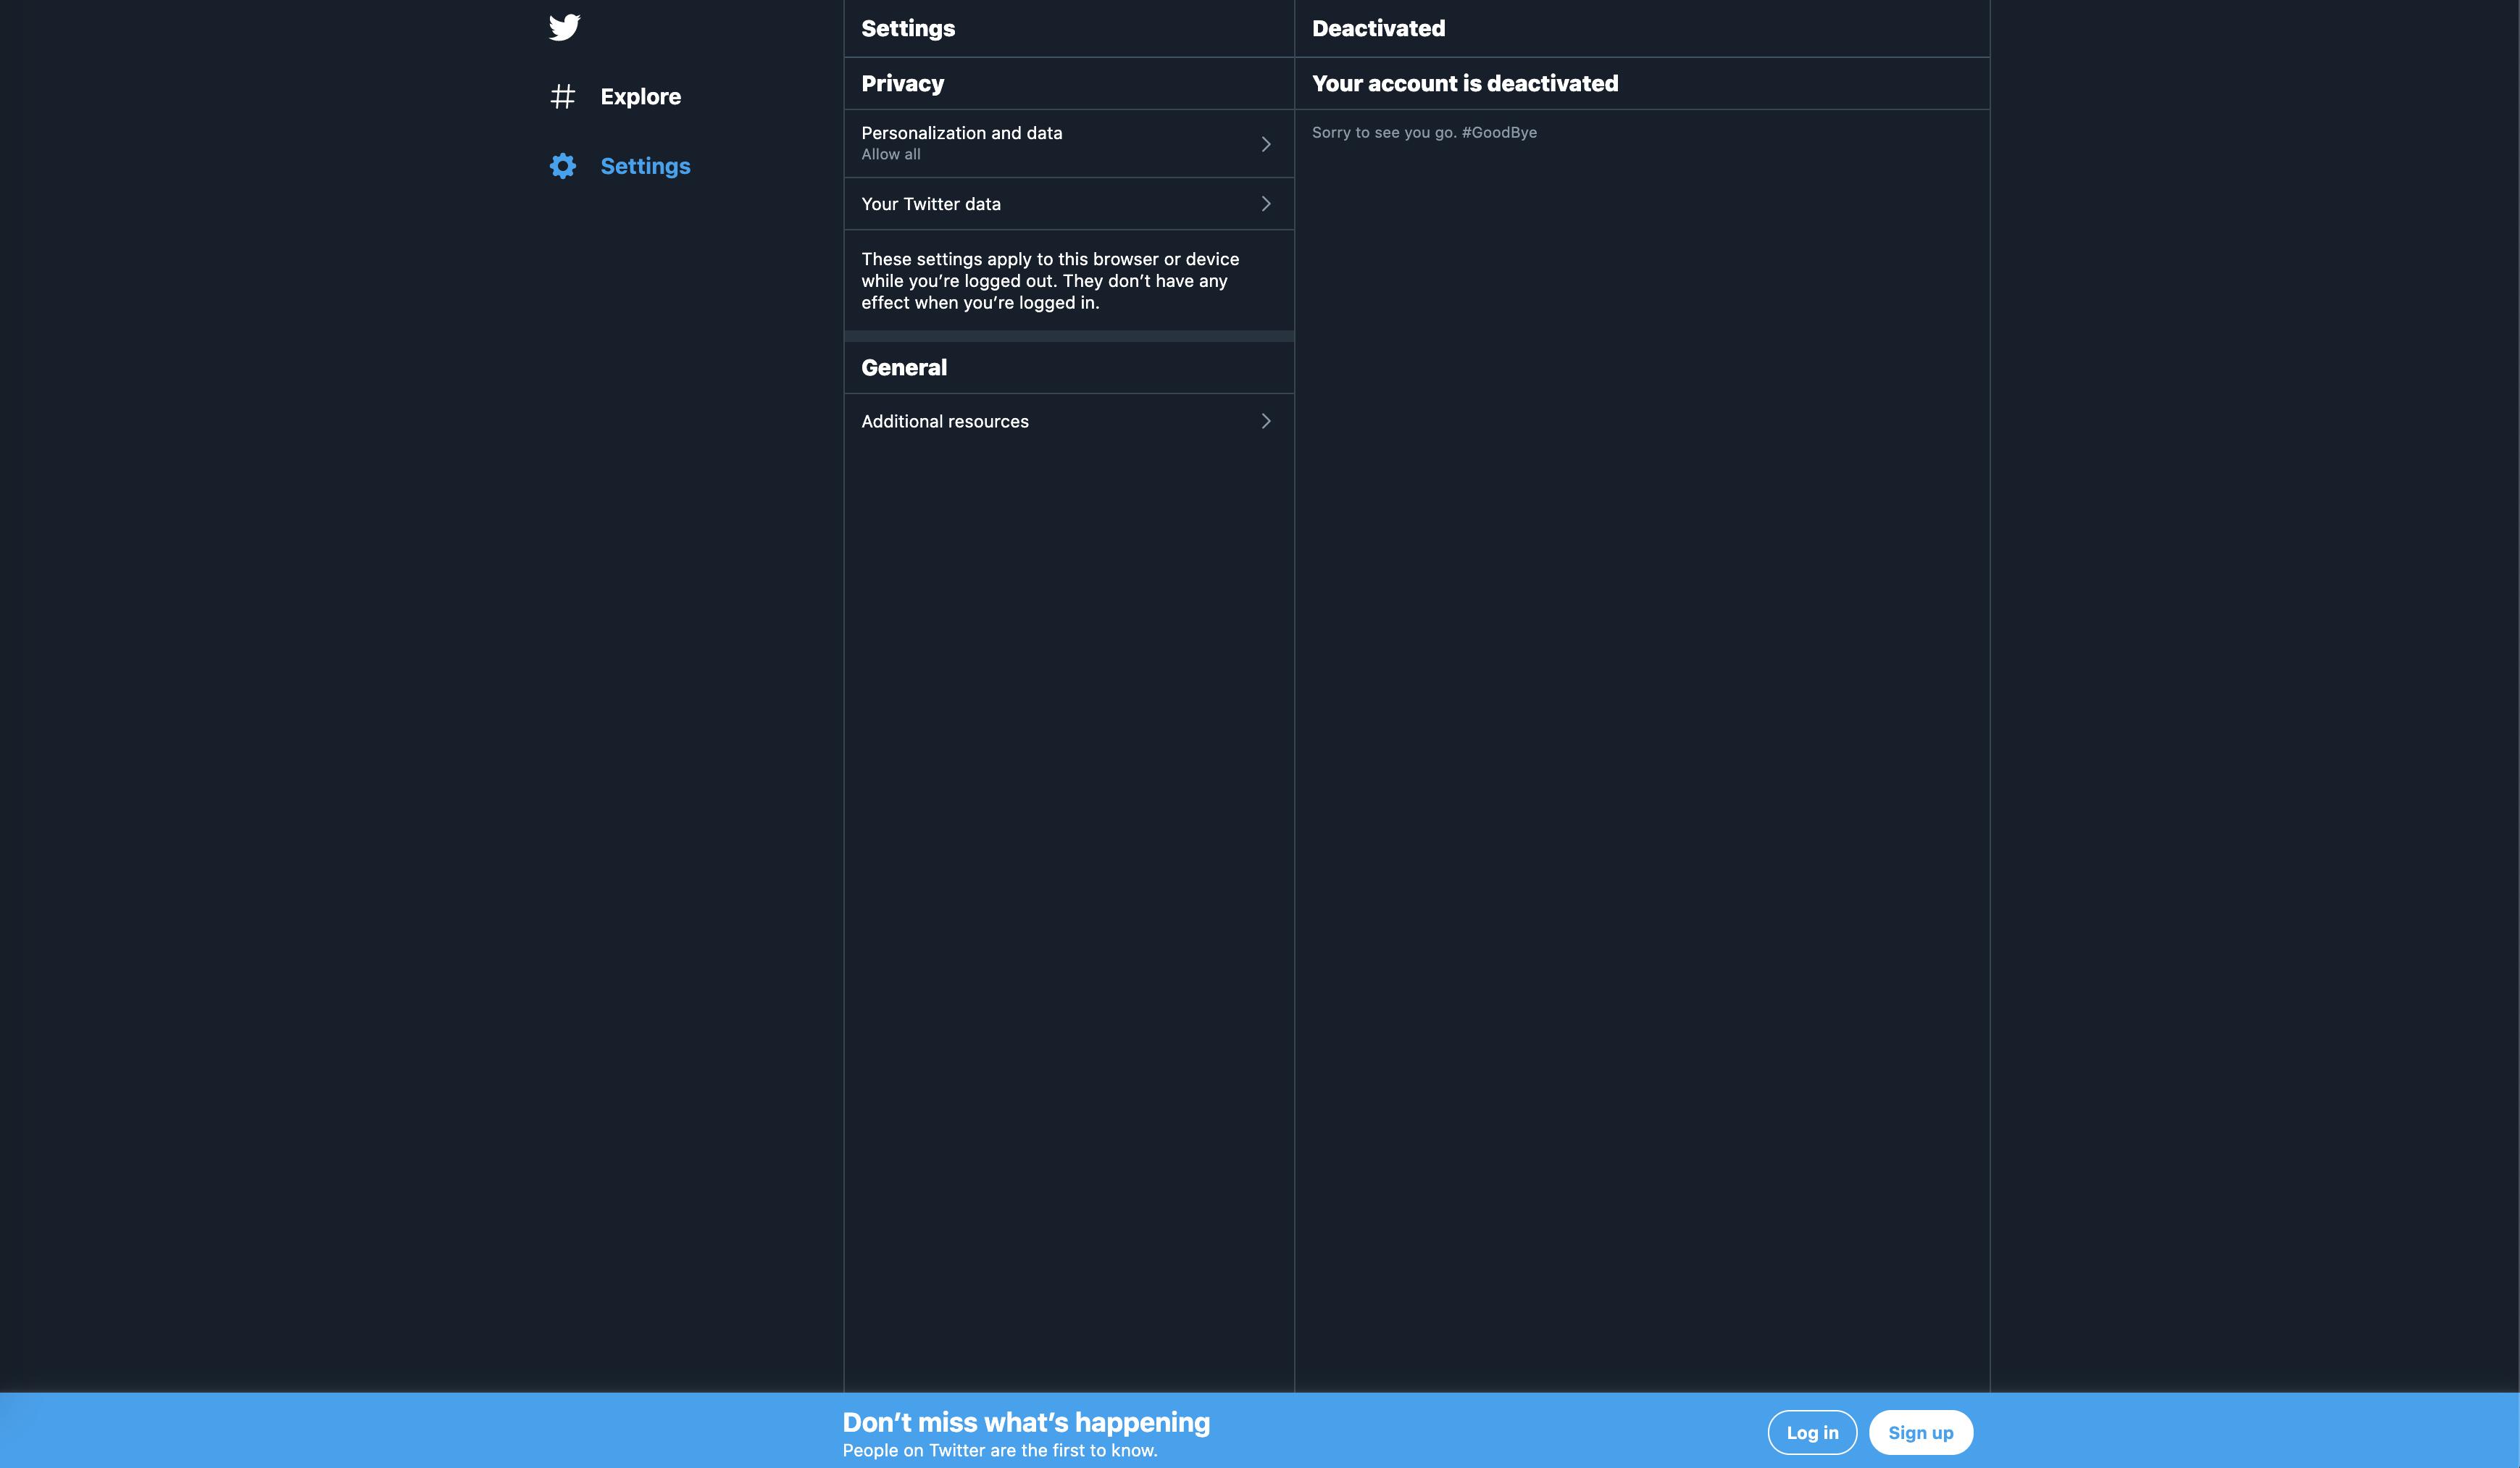 Explore
Settings
Settings
Privacy
Personalization and data
Allow all
Your Twitter data
These settings apply to this browser or device
while you’re logged out. They don’t have any
effect when you’re logged in.
General
Additional resources
Deactivated
Your account is deactivated
Sorry to see you go. #GoodBye
Don’t miss what’s happening
People on Twitter are the first to know.
Log in
Sign up